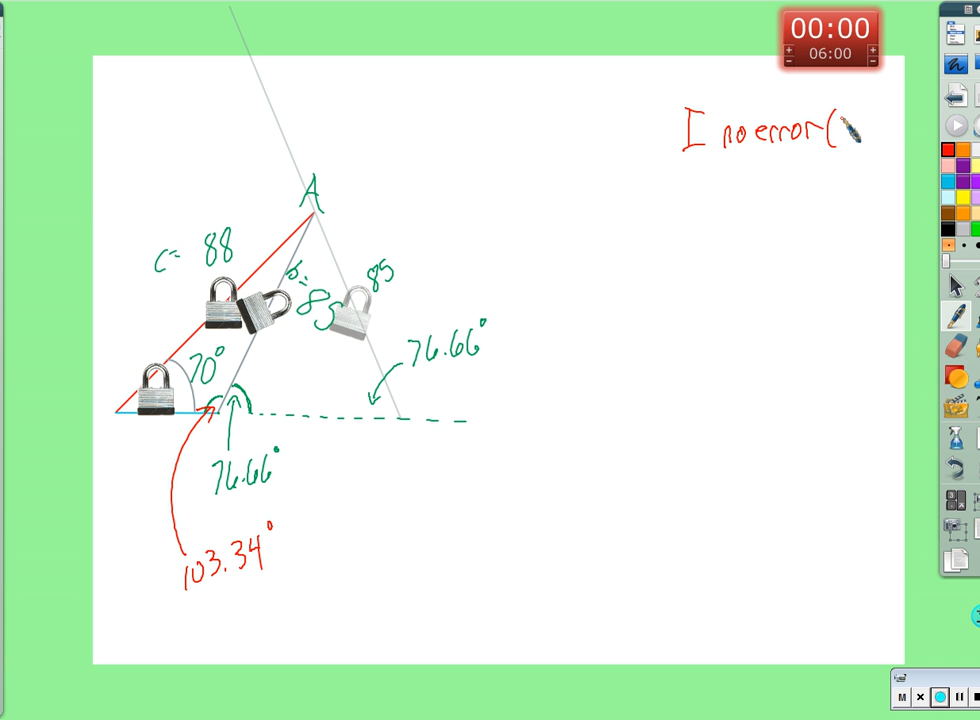 00:00
06:00
I no error(
A
c= 88
b=
85
85
70°
76.66°
76.66°
103.34°
M